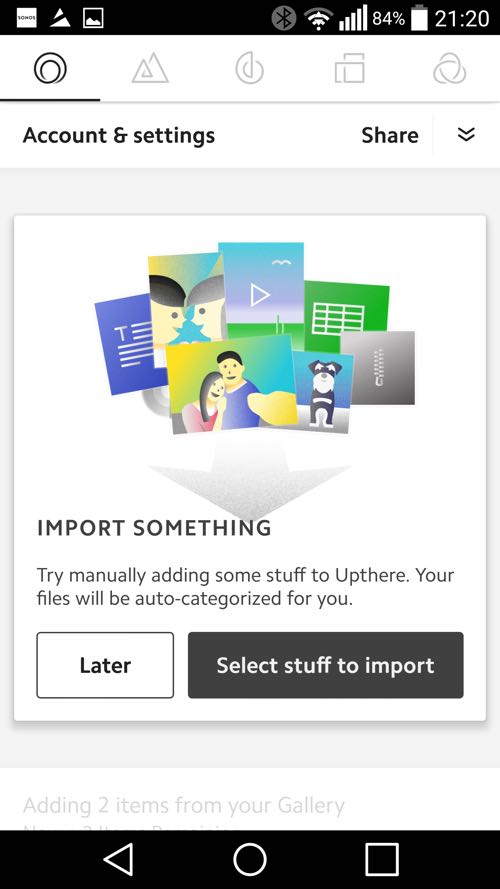 SONOS
84%
21:20
Account & settings
Share
T
IMPORT SOMETHING
Try manually adding some stuff to Upthere. Your
files will be auto-categorized for you.
Later
Select stuff to import
Adding 2 items from your Gallery